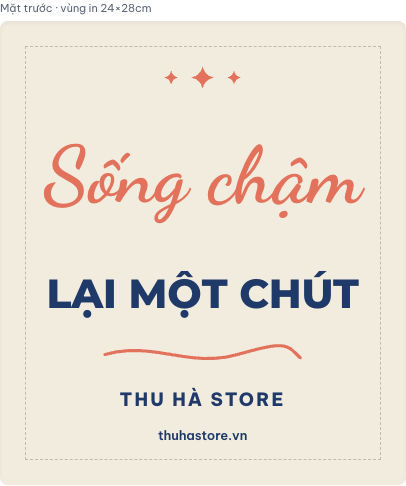 Mặt trước · vùng in 24×28cm
Sống chậm
LẠI MỘT CHÚT
THU HÀ STORE
thuhastore.vn